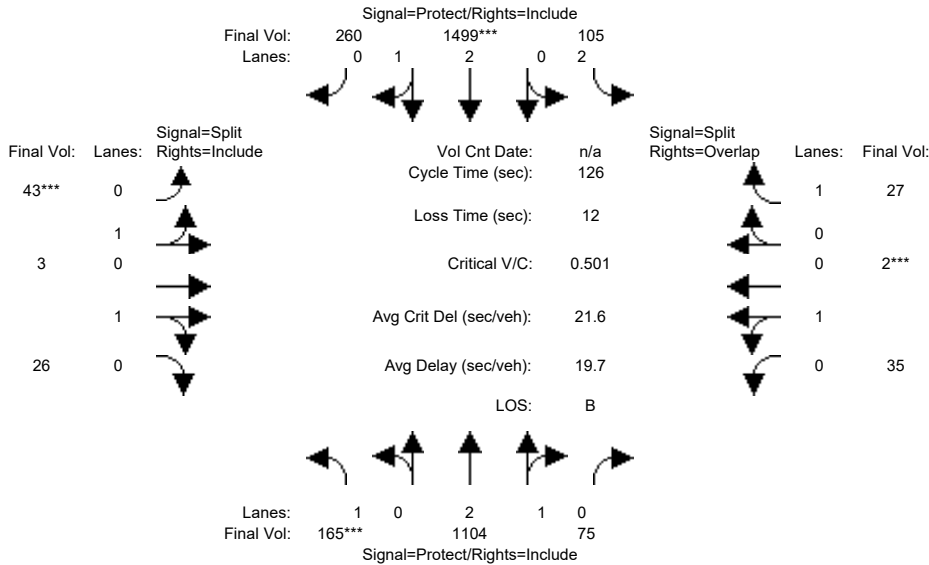 Signal=Protect/Rights=Include
Final Vol: 260 1499*** 105
Lanes: 0 1 2 0 2
Signal=Split Signal=Split
Final Vol: Lanes: Rights=Include Vol Cnt Date: n/a Rights=Overlap Lanes: Final Vol:
Cycle Time (sec): 126
43*** 0 1 27
Loss Time (sec): 12
1 0
3 0 Critical V/C: 0.501 0 2***
1 Avg Crit Del (sec/veh): 21.6 1
26 0 Avg Delay (sec/veh): 19.7 0 35
LOS: B
Lanes: 1 0 2 1 0
Final Vol: 165*** 1104 75
Signal=Protect/Rights=Include